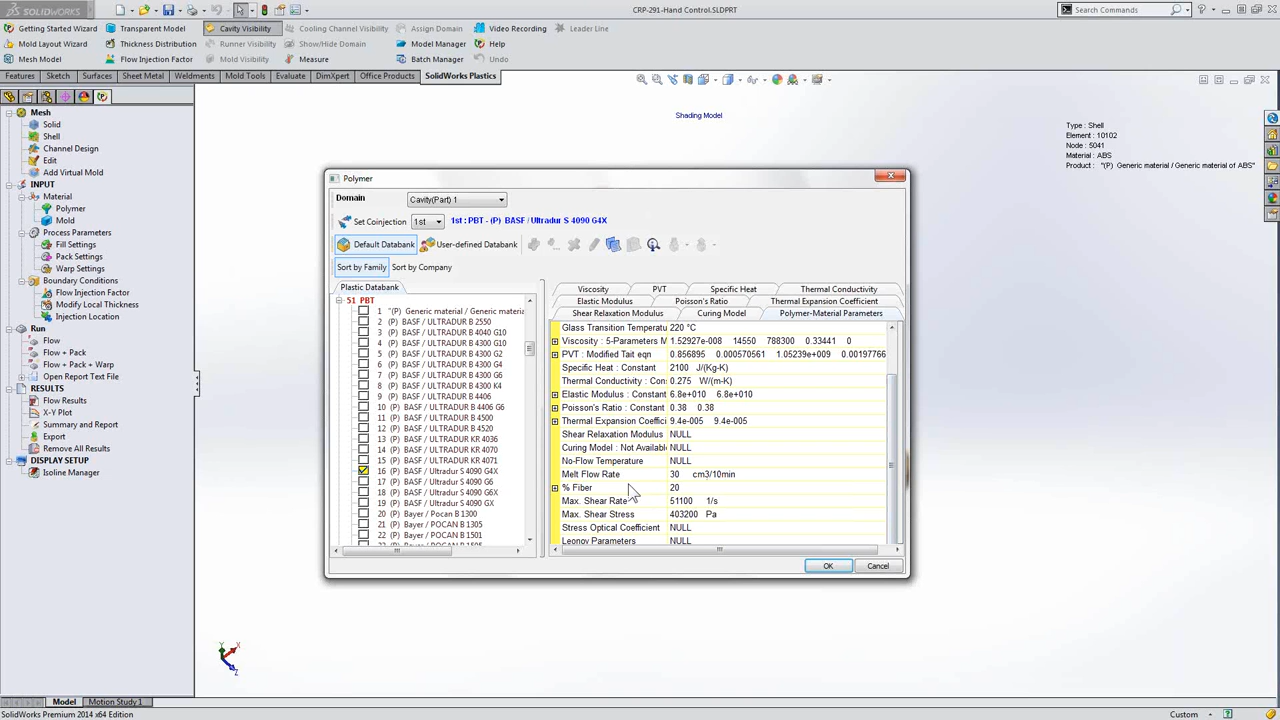 SOLIDWORKS
CRP-291-Hand Control.SLDPRT
Search Commands
Getting Started Wizard
Transparent Model
Cavity Visibility
Cooling Channel Visibility
Assign Domain
Video Recording
Leader Line
Mold Layout Wizard
Thickness Distribution
Runner Visibility
Show/Hide Domain
Model Manager
Help
Mesh Model
Flow Injection Factor
Mold Visibility
Measure
Batch Manager
Undo
Features
Sketch
Surfaces
Sheet Metal
Weldments
Mold Tools
Evaluate
DimXpert
Office Products
SolidWorks Plastics
Mesh
Solid
Shell
Channel Design
Edit
Add Virtual Mold
INPUT
Material
Polymer
Mold
Process Parameters
Fill Settings
Pack Settings
Warp Settings
Boundary Conditions
Flow Injection Factor
Modify Local Thickness
Injection Location
Run
Flow
Flow + Pack
Flow + Pack + Warp
Open Report Text File
RESULTS
Flow Results
X-Y Plot
Summary and Report
Export
Remove All Results
DISPLAY SETUP
Isoline Manager
Shading Model
Type : Shell
Element : 10102
Node : 5041
Material : ABS
Product : "(P) Generic material / Generic material of ABS"
Polymer
Domain
Cavity(Part) 1
Set Coinjection
1st
1st : PBT - (P) BASF / Ultradur S 4090 G4X
Default Databank
User-defined Databank
Sort by Family
Sort by Company
Plastic Databank
51 PBT
1 "(P) Generic material / Generic materia
2 (P) BASF / ULTRADUR B 2550
3 (P) BASF / ULTRADUR B 4040 G10
4 (P) BASF / ULTRADUR B 4300 G10
5 (P) BASF / ULTRADUR B 4300 G2
6 (P) BASF / ULTRADUR B 4300 G4
7 (P) BASF / ULTRADUR B 4300 G6
8 (P) BASF / ULTRADUR B 4300 K4
9 (P) BASF / ULTRADUR B 4406
10 (P) BASF / ULTRADUR B 4406 G6
11 (P) BASF / ULTRADUR B 4500
12 (P) BASF / ULTRADUR B 4520
13 (P) BASF / ULTRADUR KR 4036
14 (P) BASF / ULTRADUR KR 4070
15 (P) BASF / ULTRADUR KR 4071
16 (P) BASF / Ultradur S 4090 G4X
17 (P) BASF / Ultradur S 4090 G6
18 (P) BASF / Ultradur S 4090 G6X
19 (P) BASF / Ultradur S 4090 GX
20 (P) Bayer / Pocan B 1300
21 (P) Bayer / POCAN B 1305
22 (P) Bayer / POCAN B 1501
Viscosity
PVT
Specific Heat
Thermal Conductivity
Elastic Modulus
Poisson's Ratio
Thermal Expansion Coefficient
Shear Relaxation Modulus
Curing Model
Polymer-Material Parameters
Glass Transition Temperatu 220 °C
Viscosity : 5-Parameters M 1.52927e-008 14550 788300 0.33441 0
PVT : Modified Tait eqn 0.856895 0.000570561 1.05239e+009 0.00197766
Specific Heat : Constant 2100 J/(Kg-K)
Thermal Conductivity : Con 0.275 W/(m-K)
Elastic Modulus : Constant 6.8e+010 6.8e+010
Poisson's Ratio : Constant 0.38 0.38
Thermal Expansion Coeffici 9.4e-005 9.4e-005
Shear Relaxation Modulus NULL
Curing Model : Not Availabl NULL
No-Flow Temperature NULL
Melt Flow Rate 30 cm3/10min
% Fiber 20
Max. Shear Rate 51100 1/s
Max. Shear Stress 403200 Pa
Stress Optical Coefficient NULL
Leonov Parameters NULL
OK
Cancel
Model
Motion Study 1
SolidWorks Premium 2014 x64 Edition
Custom